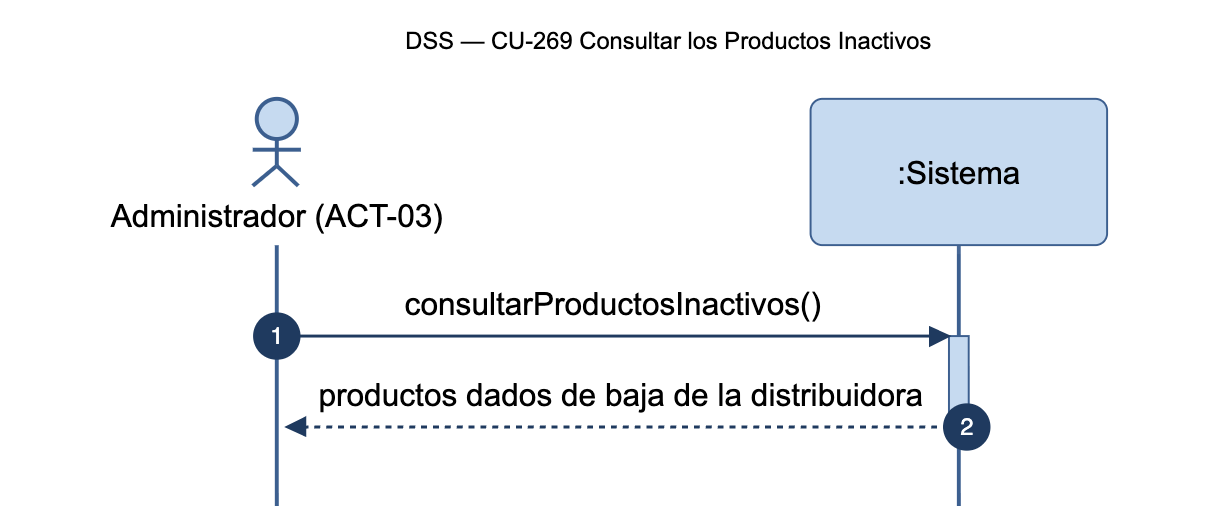 DSS — CU-269 Consultar los Productos Inactivos
:Sistema
Administrador (ACT-03)
consultarProductosInactivos()
1
productos dados de baja de la distribuidora
2